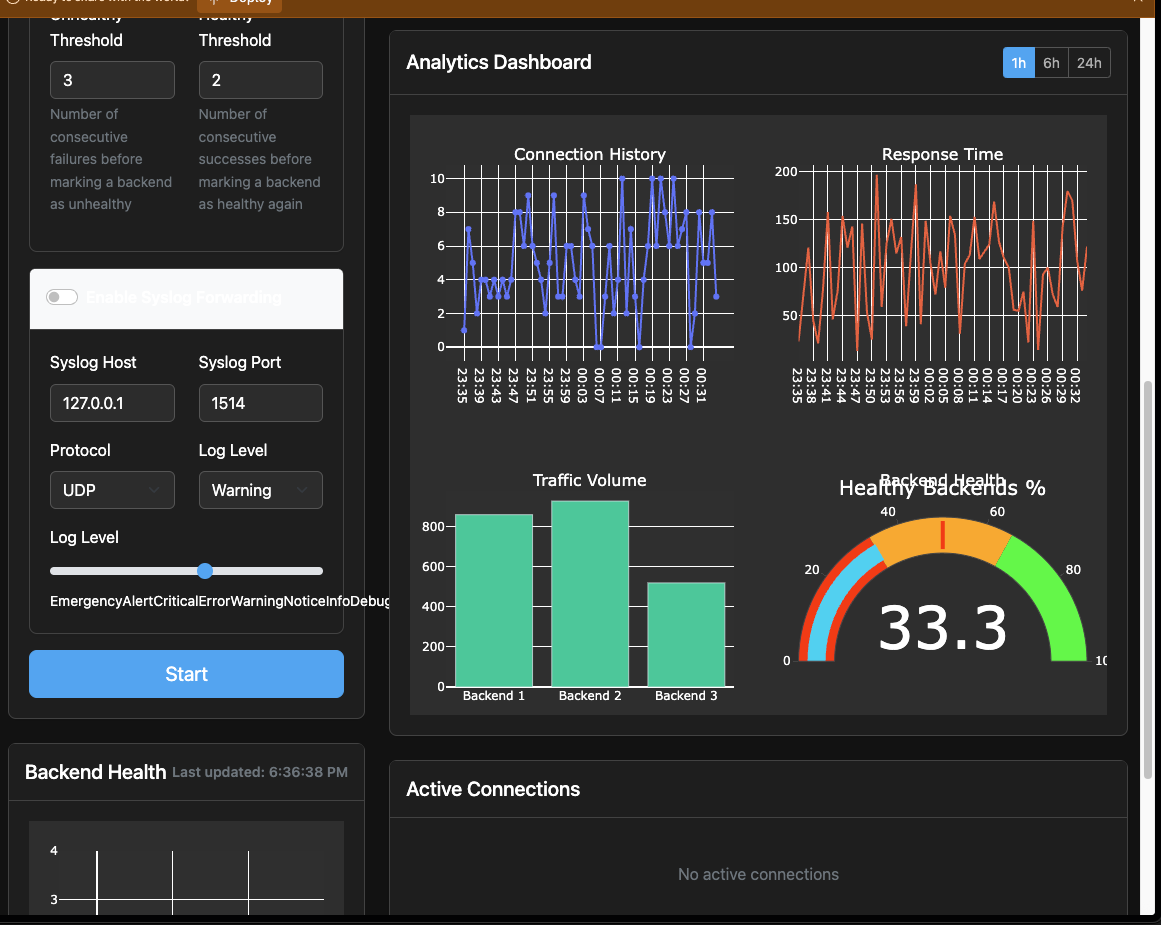 Ready to share with the world?
Deploy
Unhealthy
Threshold
Healthy
Threshold
3
2
Number of
consecutive
failures before
marking a backend
as unhealthy
Number of
consecutive
successes before
marking a backend
as healthy again
Enable Syslog Forwarding
Syslog Host
Syslog Port
127.0.0.1
1514
Protocol
Log Level
UDP
Warning
Log Level
EmergencyAlertCriticalErrorWarningNoticeInfoDebug
Start
Backend Health
Last updated: 6:36:38 PM
4
3
Analytics Dashboard
1h
6h
24h
Connection History
10
8
6
4
2
0
23:35
23:39
23:43
23:47
23:51
23:55
23:59
00:03
00:07
00:11
00:15
00:19
00:23
00:27
00:31
Response Time
200
150
100
50
23:35
23:38
23:41
23:44
23:47
23:50
23:53
23:56
23:59
00:02
00:05
00:08
00:11
00:14
00:17
00:20
00:23
00:26
00:29
00:32
Traffic Volume
800
600
400
200
0
Backend 1
Backend 2
Backend 3
Backend Health
Healthy Backends %
0
20
40
60
80
10
33.3
Active Connections
No active connections